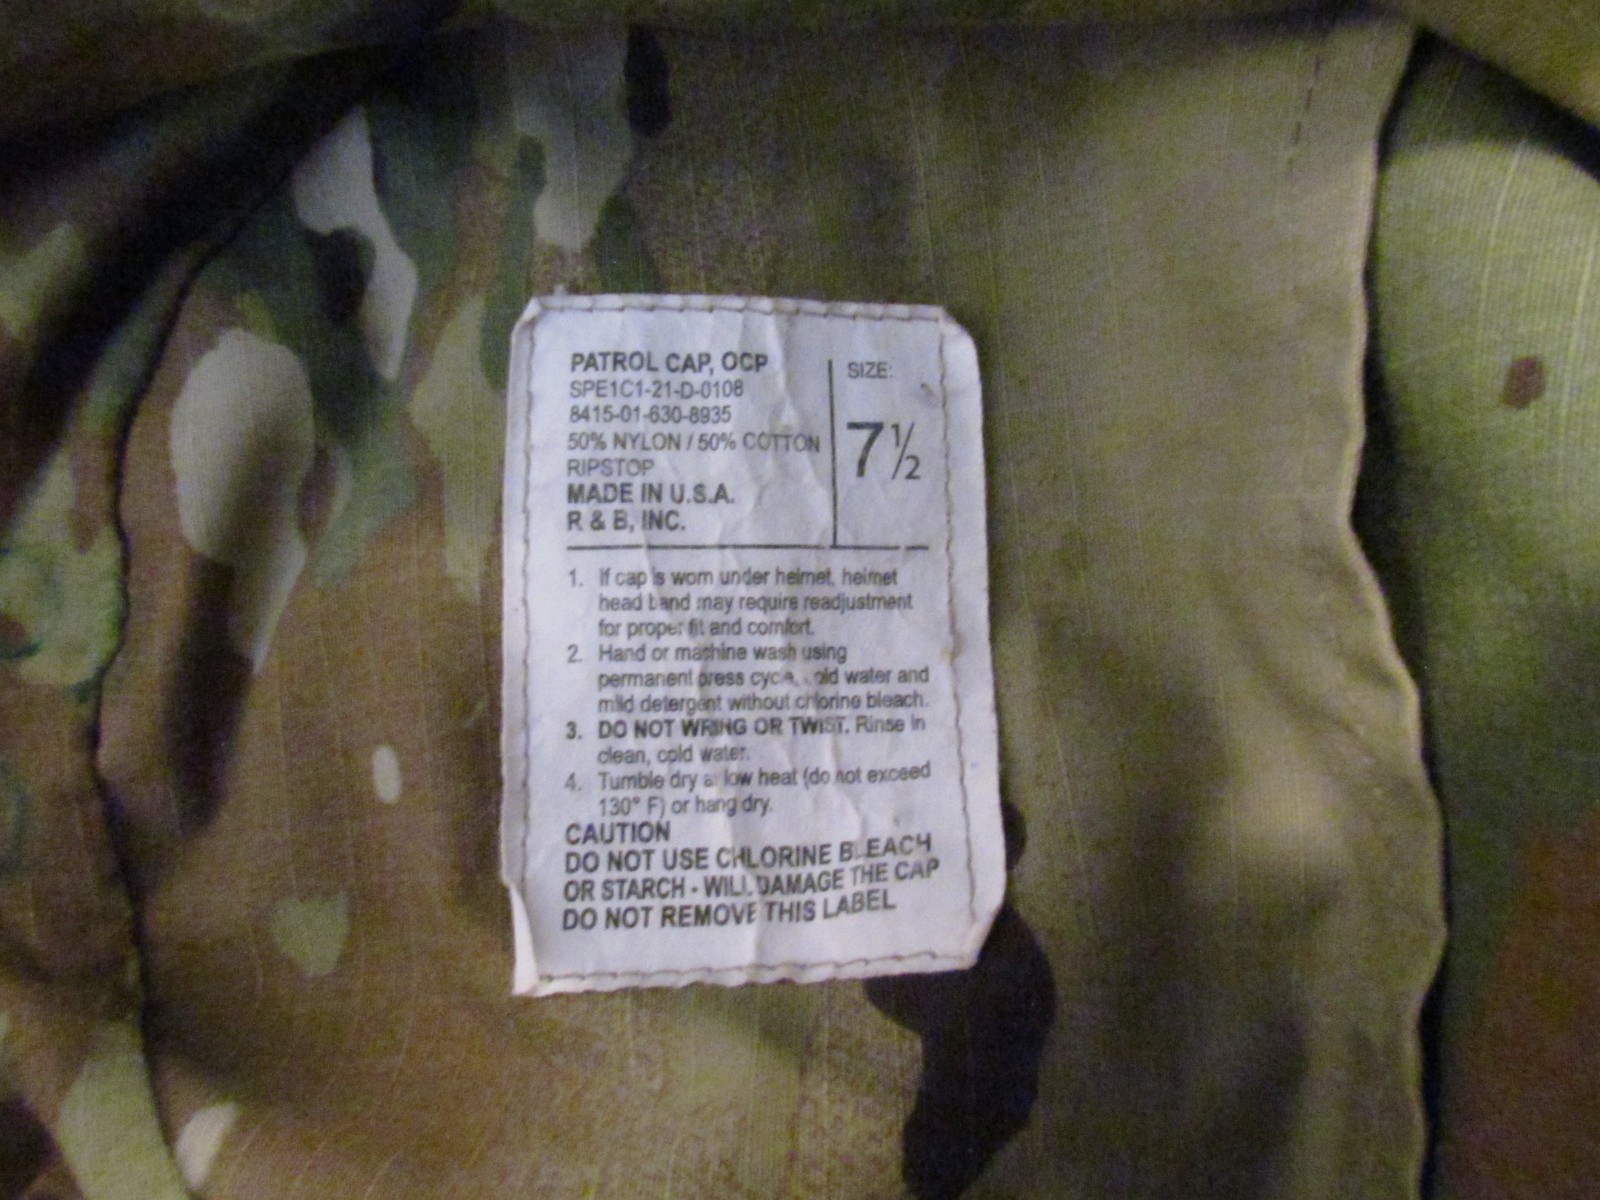 PATROL CAP, OCP
SPE1C1-21-D-0108
8415-01-630-8935
50% NYLON / 50% COTTON
RIPSTOP
MADE IN U.S.A.
R & B, INC.
SIZE:
7 ½
1. If cap is worn under helmet, helmet
head band may require readjustment
for proper fit and comfort.
2. Hand or machine wash using
permanent press cycle, cold water and
mild detergent without chlorine bleach.
3. DO NOT WRING OR TWIST. Rinse in
clean, cold water.
4. Tumble dry at low heat (do not exceed
130° F) or hang dry.
CAUTION
DO NOT USE CHLORINE BLEACH
OR STARCH - WILL DAMAGE THE CAP
DO NOT REMOVE THIS LABEL